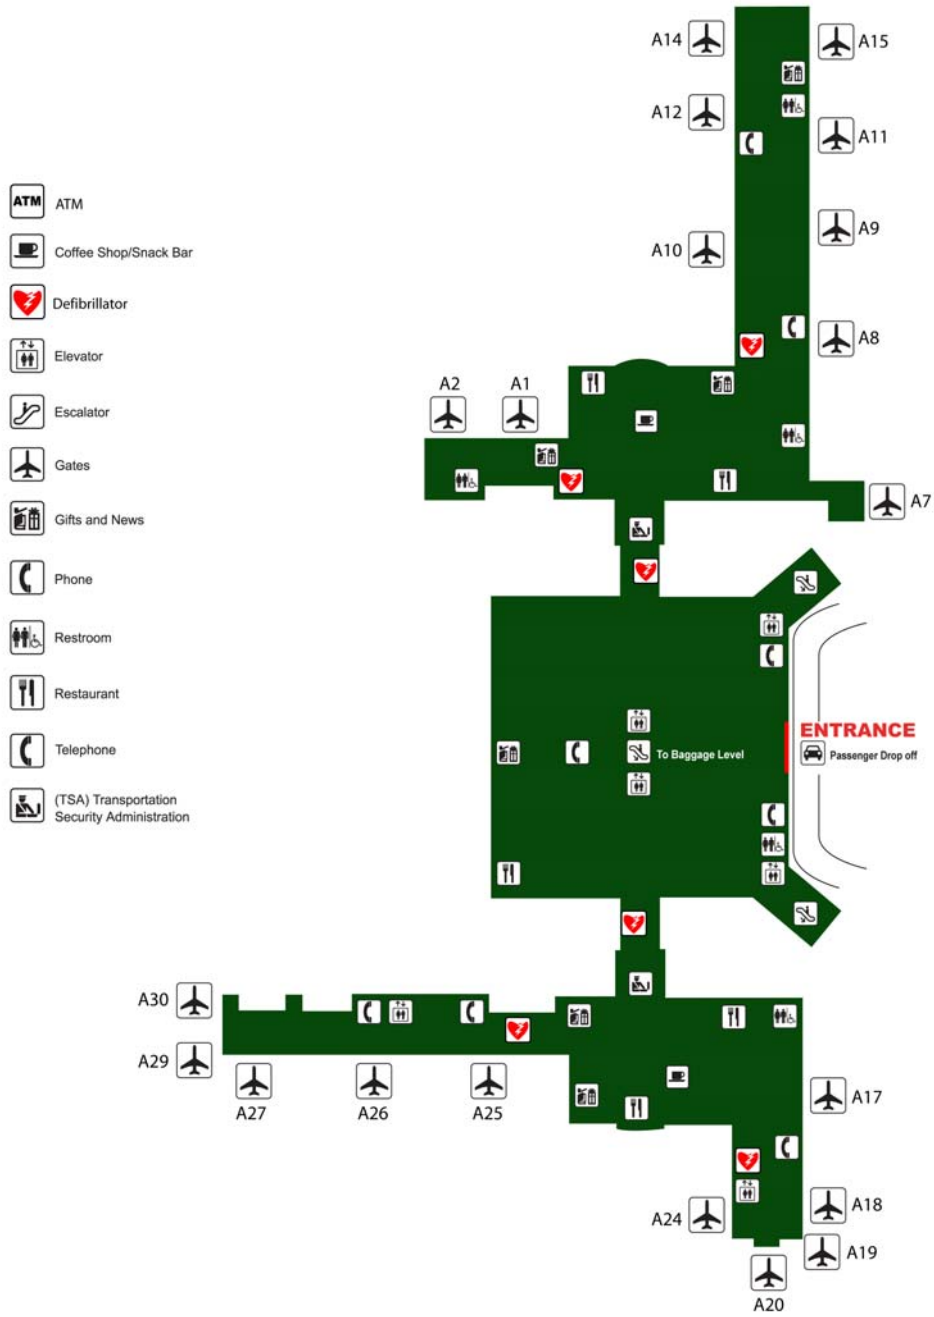 A14
A15
A12
A11
A9
A10
A8
A2
A1
A7
ATM
ATM
Coffee Shop/Snack Bar
Defibrillator
Elevator
Escalator
Gates
Gifts and News
Phone
Restroom
Restaurant
Telephone
(TSA) Transportation
Security Administration
ENTRANCE
Passenger Drop off
To Baggage Level
A30
A29
A27
A26
A25
A17
A18
A24
A19
A20